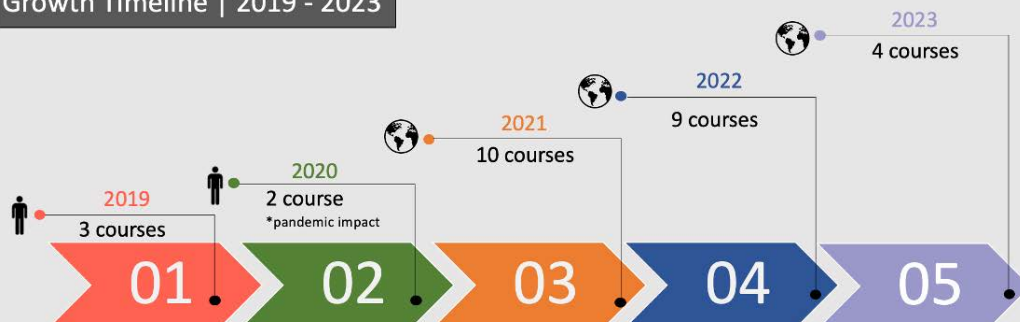 Growth Timeline | 2019 - 2023
2023
4 courses
2022
9 courses
2021
10 courses
2020
2 course
*pandemic impact
2019
3 courses
01
02
03
04
05